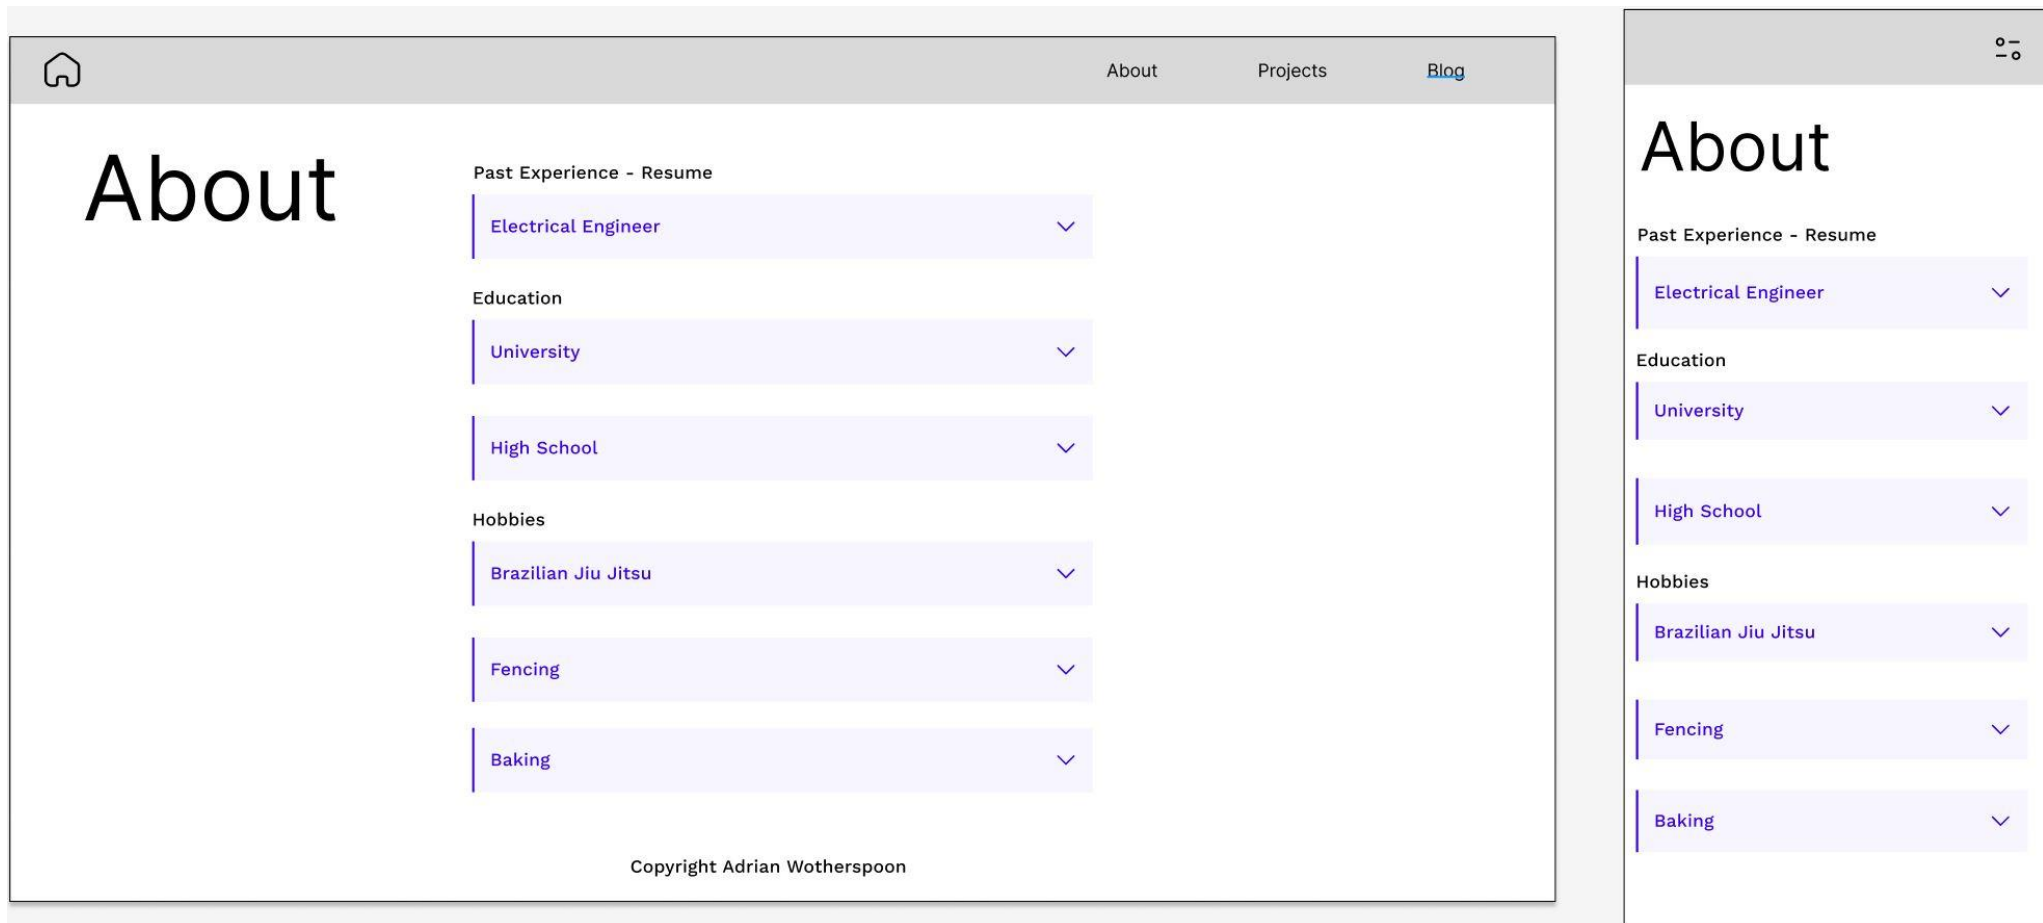 About
Projects
Blog
About
Past Experience - Resume
Electrical Engineer
Education
University
High School
Hobbies
Brazilian Jiu Jitsu
Fencing
Baking
Copyright Adrian Wotherspoon
About
Past Experience - Resume
Electrical Engineer
Education
University
High School
Hobbies
Brazilian Jiu Jitsu
Fencing
Baking